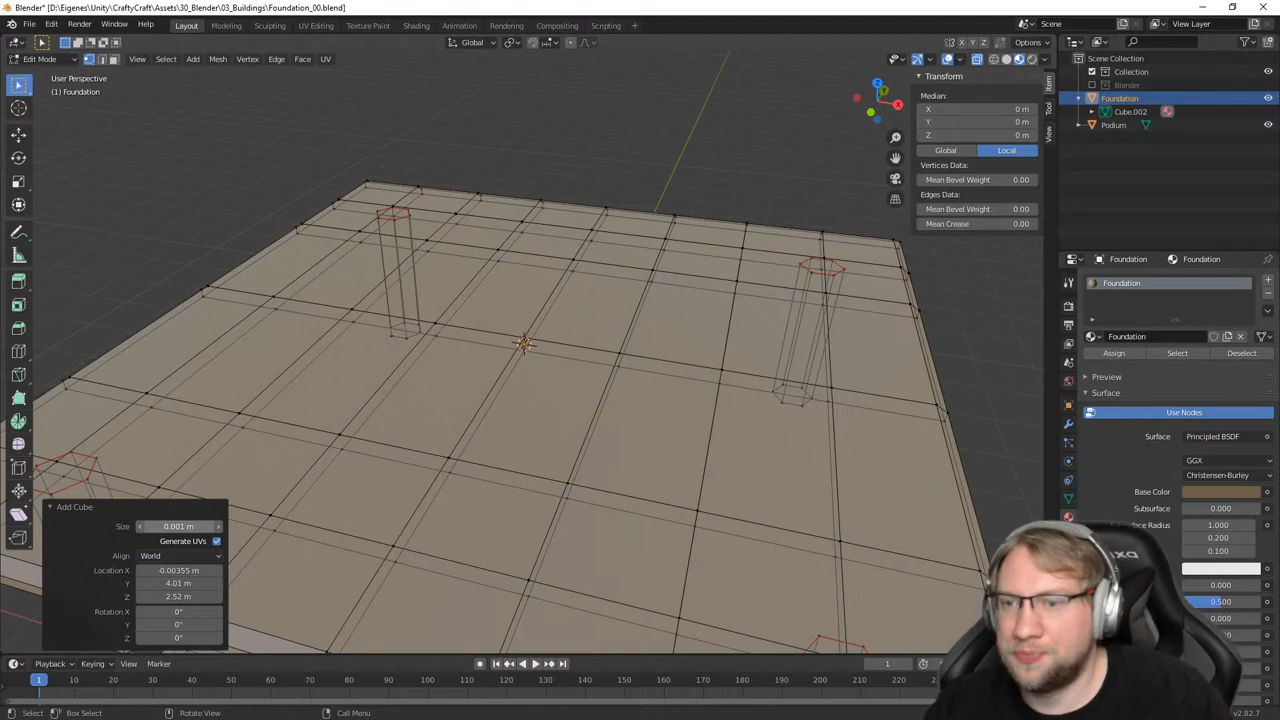 Blender* [D:\Eigenes\Unity\CraftyCraft\Assets\30_Blender\03_Buildings\Foundation_00.blend]
File Edit Render Window Help Layout Modeling Sculpting UV Editing Texture Paint Shading Animation Rendering Compositing Scripting + Scene View Layer
Global X Y Z Options
Edit Mode View Select Add Mesh Vertex Edge Face UV
User Perspective
(1) Foundation
Transform
Median:
X 0 m
Y 0 m
Z 0 m
Global Local
Vertices Data:
Mean Bevel Weight 0.00
Edges Data:
Mean Bevel Weight 0.00
Mean Crease 0.00
Item
Tool
View
X
Y
Z
Scene Collection
Collection
Blender
Foundation
Cube.002
Podium
Foundation Foundation
Foundation
Foundation
Assign Select Deselect
Preview
Surface
Use Nodes
Surface Principled BSDF
GGX
Christensen-Burley
Base Color
Subsurface 0.000
Radius 1.000
0.200
0.100
0.000
0.500
0.000
Add Cube
Size 0.001 m
Generate UVs
Align World
Location X -0.00355 m
Y 4.01 m
Z 2.52 m
Rotation X 0°
Y 0°
Z 0°
Playback Keying View Marker 1
1 10 20 30 40 50 60 70 80 90 100 110 120 130 140 150 160 170 180 190 200 210 220
Select Box Select Rotate View Call Menu v2.82.7